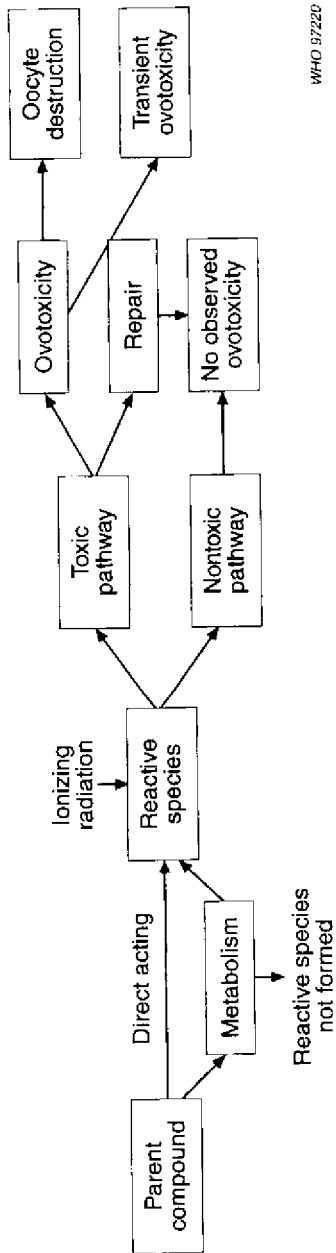 Parent
compound
Direct acting
Metabolism
Reactive species
not formed
Ionizing
radiation
Reactive
species
Toxic
pathway
Nontoxic
pathway
Ovotoxicity
Repair
No observed
ovotoxicity
Oocyte
destruction
Transient
ovotoxicity
WHO 97220